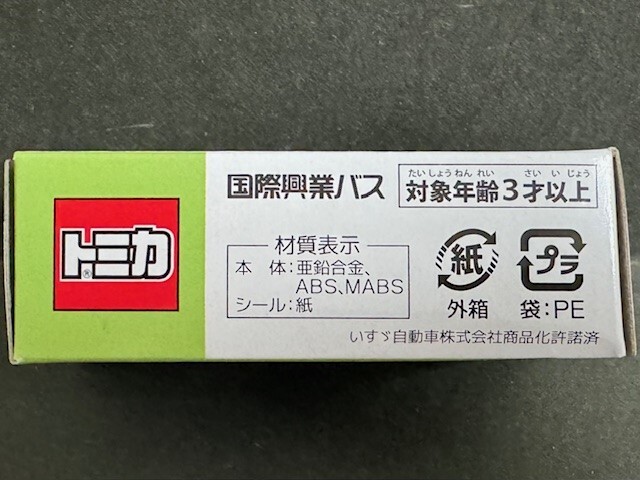 トミカ®
国際興業バス
たいしょうねんれい さいいじょう
対象年齢3才以上
材質表示
本 体:亜鉛合金、
ABS、MABS
シール:紙
紙
外箱
プラ
袋:PE
いすゞ自動車株式会社商品化許諾済